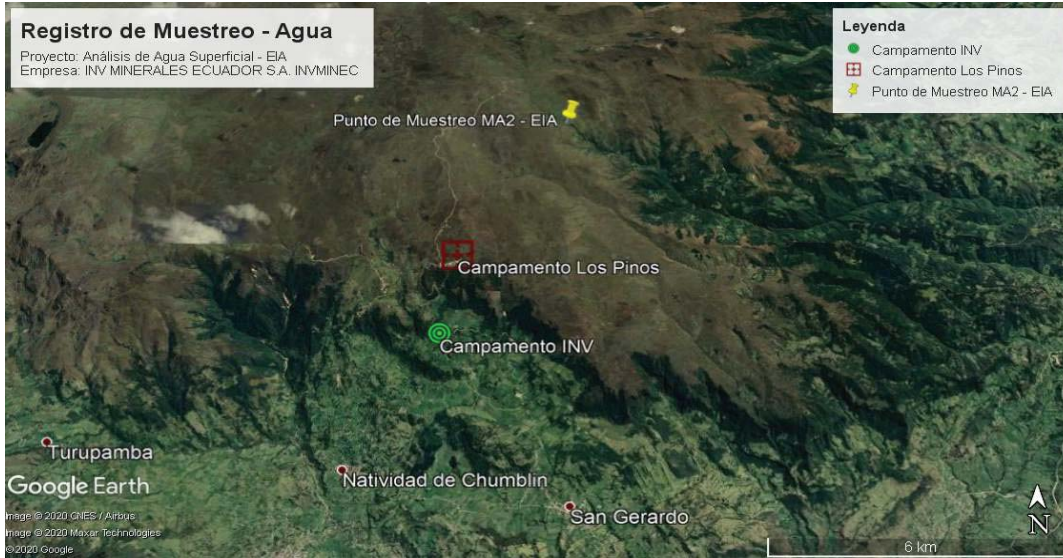 Registro de Muestreo - Agua
Proyecto: Análisis de Agua Superficial - EIA
Empresa: INV MINERALES ECUADOR S.A. INVMINEC
Leyenda
Campamento INV
Campamento Los Pinos
Punto de Muestreo MA2 - EIA
Punto de Muestreo MA2 - EIA
Campamento Los Pinos
Campamento INV
Turupamba
Natividad de Chumblin
San Gerardo
Google Earth
Image © 2020 CNES / Airbus
Image © 2020 Maxar Technologies
© 2020 Google
N
6 km